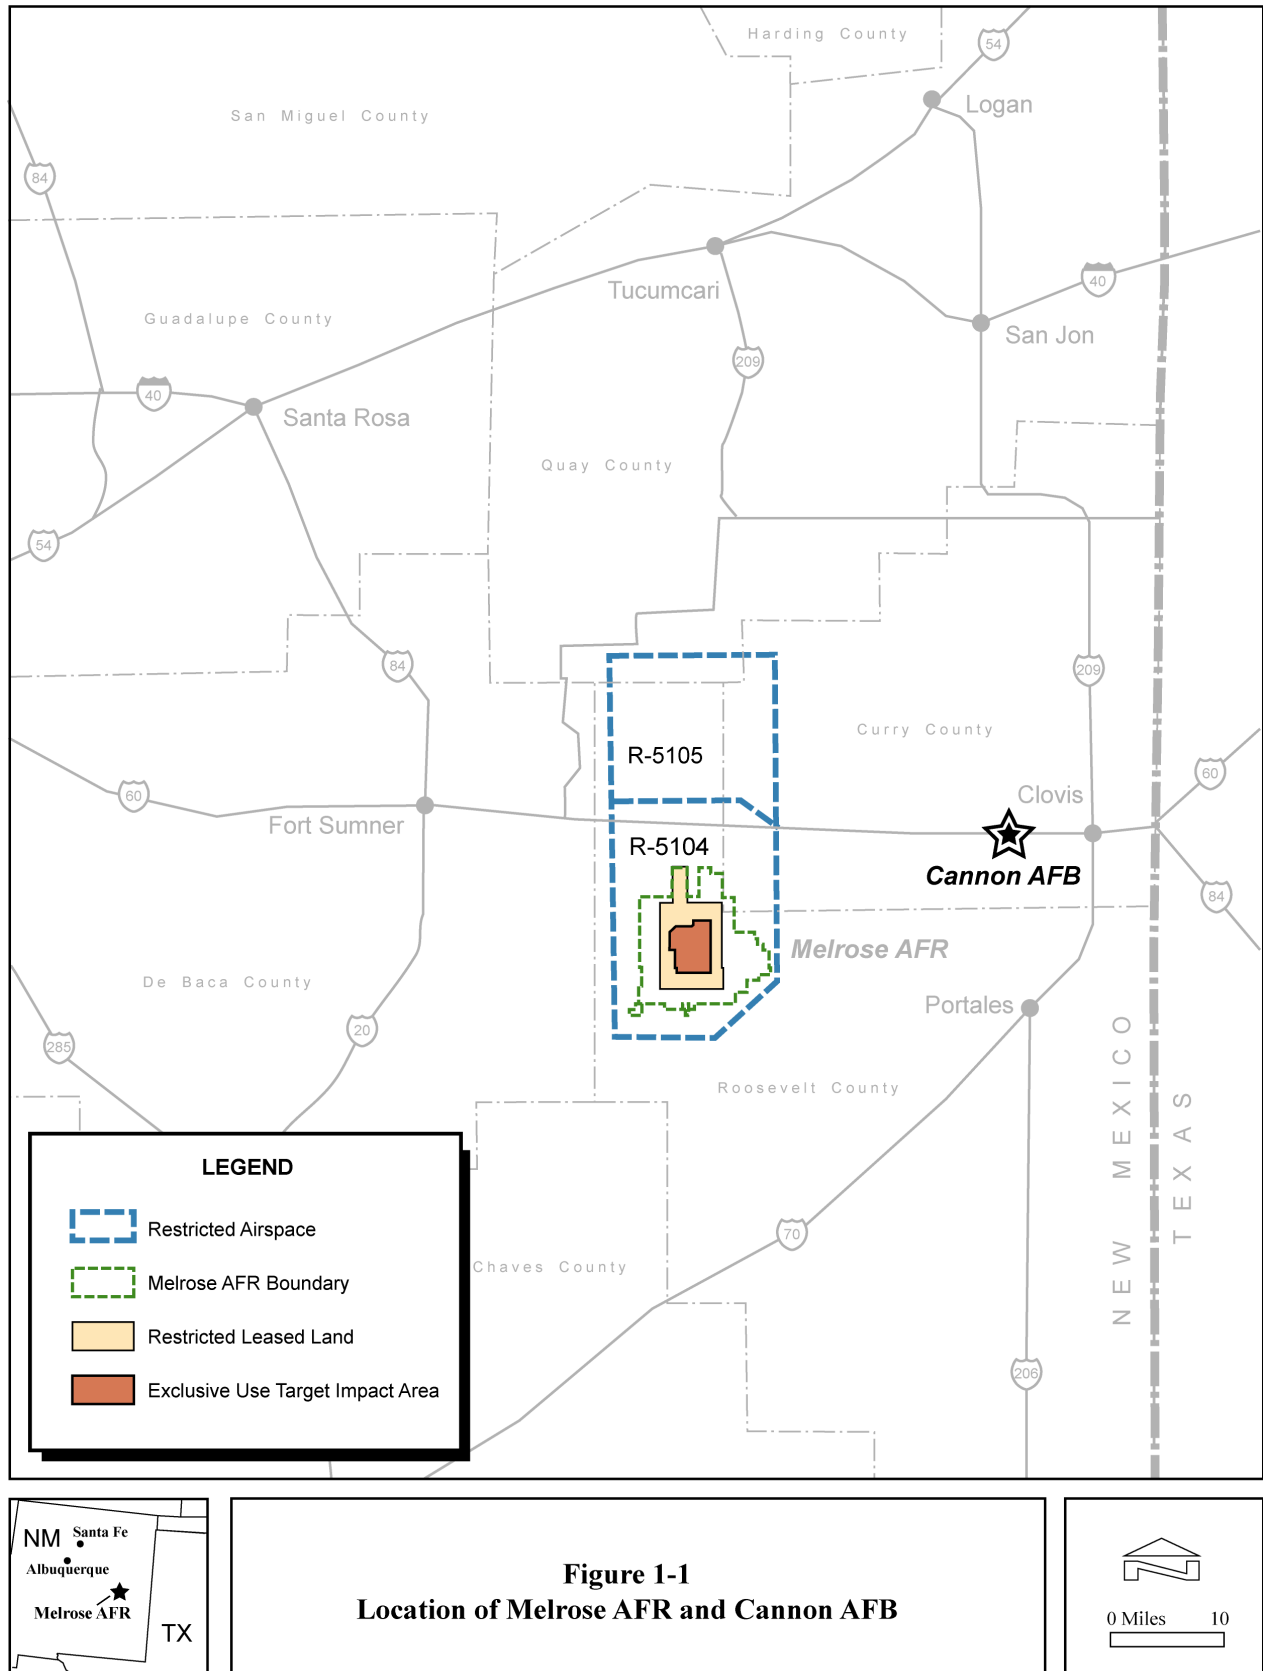 Harding County
54
Logan
San Miguel County
84
Tucumcari
40
San Jon
Guadalupe County
209
40
Santa Rosa
Quay County
54
84
209
R-5105
Curry County
60
60
Clovis
Fort Sumner
R-5104
Cannon AFB
84
Melrose AFR
De Baca County
Portales
20
285
NEW MEXICO
TEXAS
Roosevelt County
70
Chaves County
206
LEGEND
Restricted Airspace
Melrose AFR Boundary
Restricted Leased Land
Exclusive Use Target Impact Area
NM
Santa Fe
Albuquerque
Melrose AFR
TX
Figure 1-1
Location of Melrose AFR and Cannon AFB
N
0 Miles 10